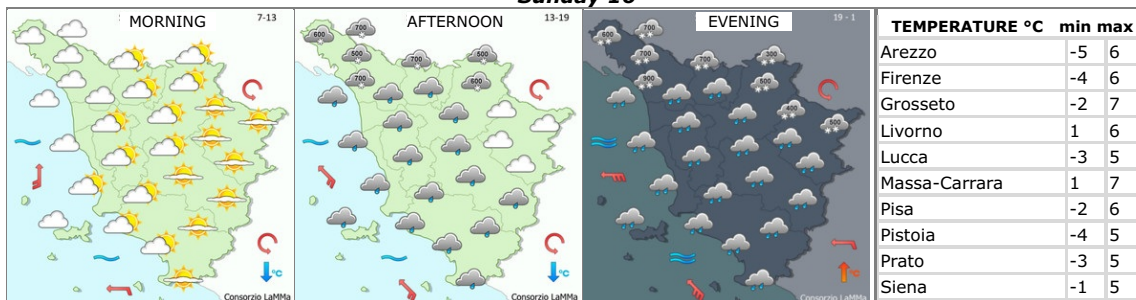 Sunday 16
MORNING 7-13
Consorzio LaMMa
°C
AFTERNOON 13-19
600 700
500 700 500
700 600
°C
Consorzio LaMMa
EVENING 19 - 1
600 700
700 700 300
900 500
400
500
°C
Consorzio LaMMa
TEMPERATURE °C min max
Arezzo -5 6
Firenze -4 6
Grosseto -2 7
Livorno 1 6
Lucca -3 5
Massa-Carrara 1 7
Pisa -2 6
Pistoia -4 5
Prato -3 5
Siena -1 5